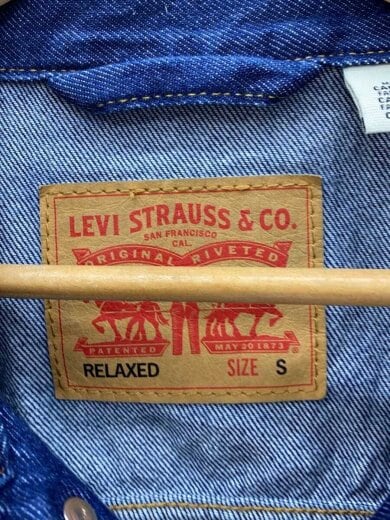 LEVI STRAUSS & CO.
SAN FRANCISCO
CAL.
ORIGINAL RIVETED
PATENTED MAY 20 1873
RELAXED SIZE S